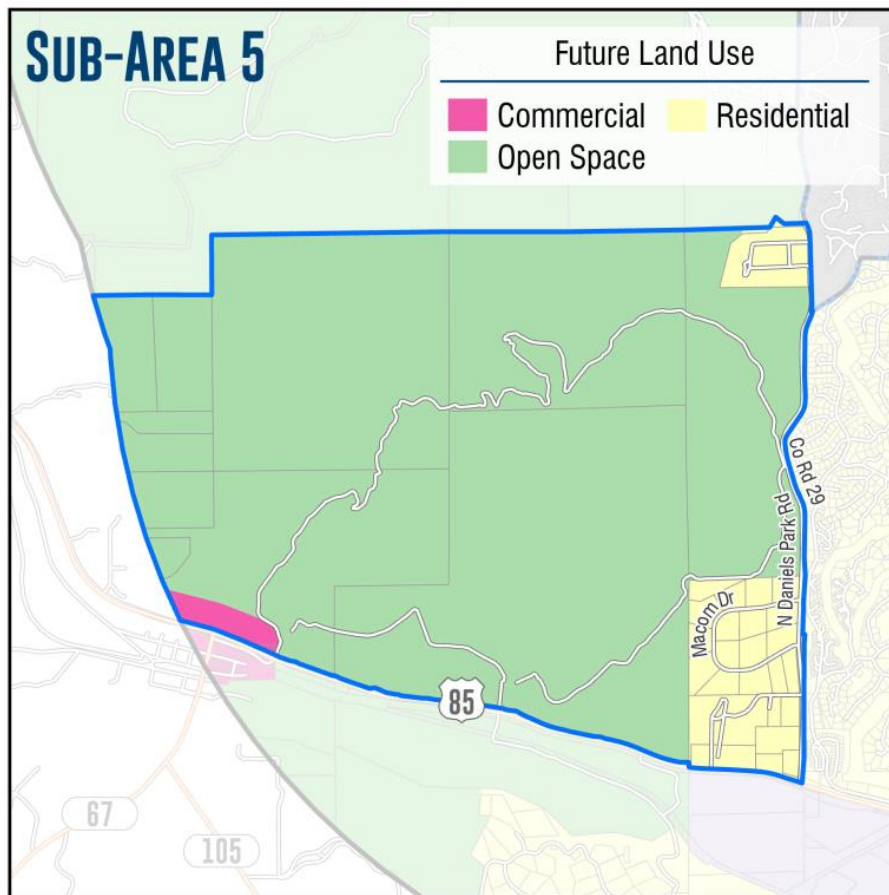 SUB-AREA 5
Future Land Use
Commercial
Residential
Open Space
Co Rd 29
N Daniels Park Rd
Macom Dr
85
67
105